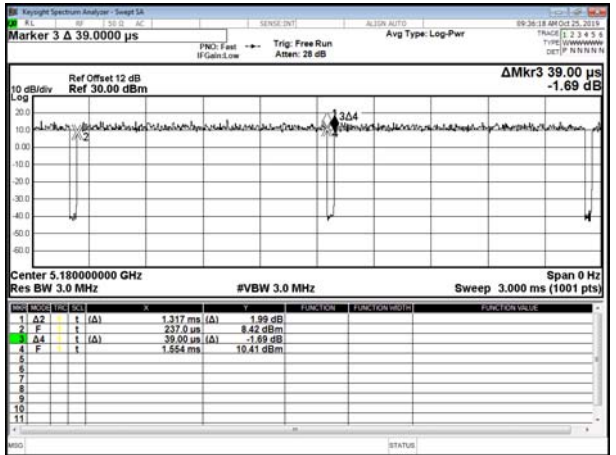 Keysight Spectrum Analyzer - Swept SA
RL RF 50 Ω AC SENSE:INT ALIGN AUTO 09:36:18 AM Oct 25, 2019
Marker 3 Δ 39.0000 µs
PNO: Fast
IFGain:Low
Trig: Free Run
Atten: 28 dB
Avg Type: Log-Pwr
TRACE 1 2 3 4 5 6
TYPE WWWWWW
DET P N N N N N
ΔMkr3 39.00 µs
-1.69 dB
Ref Offset 12 dB
10 dB/div Ref 30.00 dBm
Log
20.0
10.0
0.00
-10.0
-20.0
-30.0
-40.0
-50.0
-60.0
2
1
3Δ4
Center 5.180000000 GHz Span 0 Hz
Res BW 3.0 MHz #VBW 3.0 MHz Sweep 3.000 ms (1001 pts)
MKR MODE TRC SCL X Y FUNCTION FUNCTION WIDTH FUNCTION VALUE
1 Δ2 t (Δ) 1.317 ms (Δ) 1.99 dB
2 F t 237.0 µs 8.42 dBm
3 Δ4 t (Δ) 39.00 µs (Δ) -1.69 dB
4 F t 1.554 ms 10.41 dBm
5
6
7
8
9
10
11
MSG STATUS